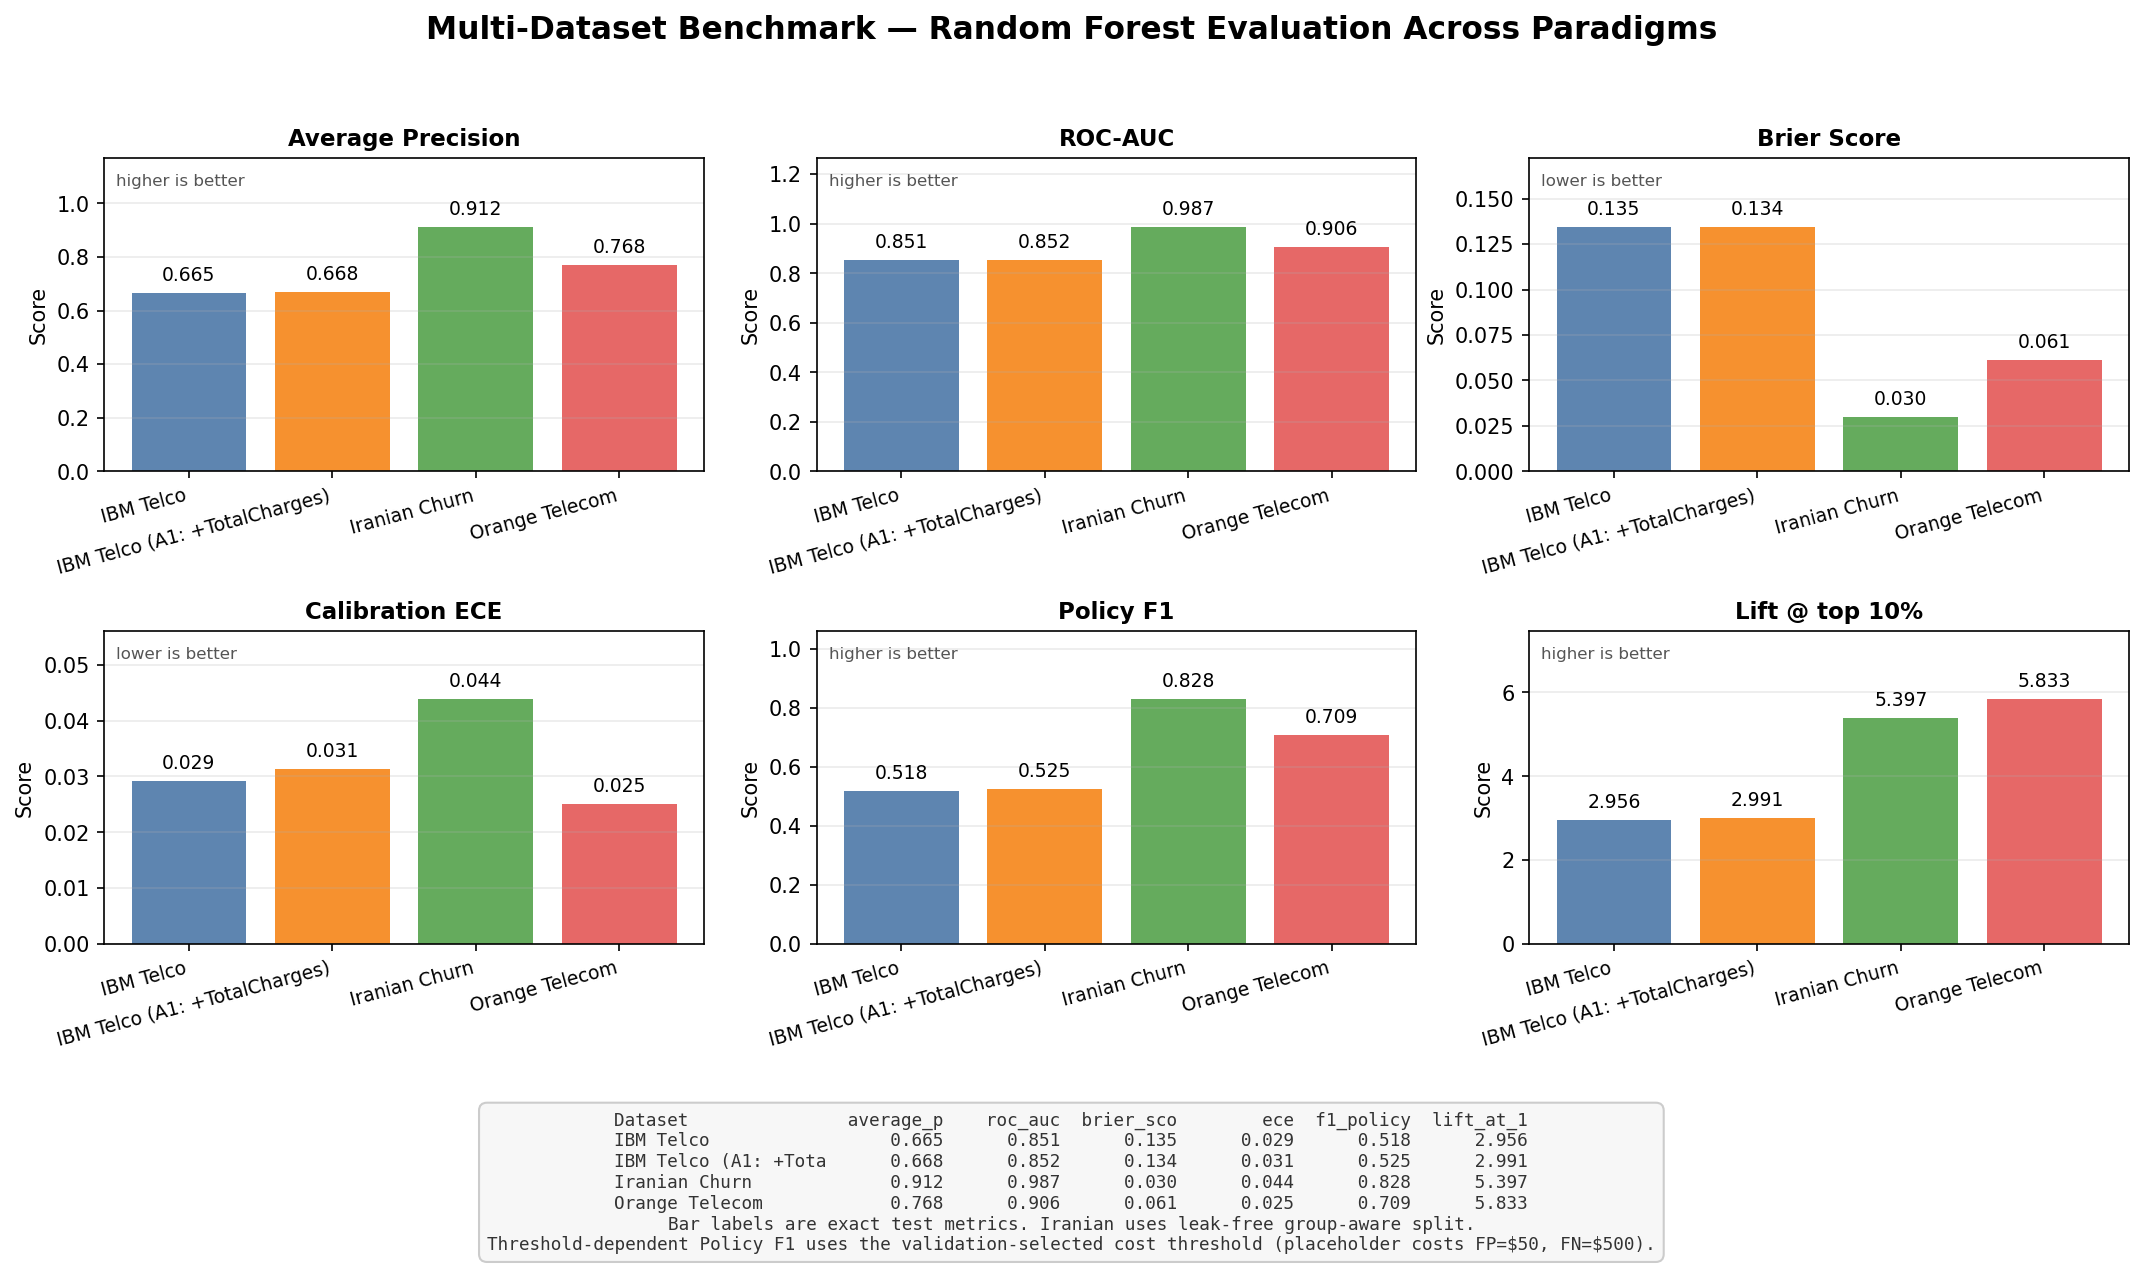 Multi-Dataset Benchmark — Random Forest Evaluation Across Paradigms
Average Precision
higher is better
Score
1.0
0.8
0.6
0.4
0.2
0.0
0.665
0.668
0.912
0.768
IBM Telco
IBM Telco (A1: +TotalCharges)
Iranian Churn
Orange Telecom
ROC-AUC
higher is better
Score
1.2
1.0
0.8
0.6
0.4
0.2
0.0
0.851
0.852
0.987
0.906
IBM Telco
IBM Telco (A1: +TotalCharges)
Iranian Churn
Orange Telecom
Brier Score
lower is better
Score
0.150
0.125
0.100
0.075
0.050
0.025
0.000
0.135
0.134
0.030
0.061
IBM Telco
IBM Telco (A1: +TotalCharges)
Iranian Churn
Orange Telecom
Calibration ECE
lower is better
Score
0.05
0.04
0.03
0.02
0.01
0.00
0.029
0.031
0.044
0.025
IBM Telco
IBM Telco (A1: +TotalCharges)
Iranian Churn
Orange Telecom
Policy F1
higher is better
Score
1.0
0.8
0.6
0.4
0.2
0.0
0.518
0.525
0.828
0.709
IBM Telco
IBM Telco (A1: +TotalCharges)
Iranian Churn
Orange Telecom
Lift @ top 10%
higher is better
Score
6
4
2
0
2.956
2.991
5.397
5.833
IBM Telco
IBM Telco (A1: +TotalCharges)
Iranian Churn
Orange Telecom
Dataset average_p roc_auc brier_sco ece f1_policy lift_at_1
IBM Telco 0.665 0.851 0.135 0.029 0.518 2.956
IBM Telco (A1: +Tota 0.668 0.852 0.134 0.031 0.525 2.991
Iranian Churn 0.912 0.987 0.030 0.044 0.828 5.397
Orange Telecom 0.768 0.906 0.061 0.025 0.709 5.833
Bar labels are exact test metrics. Iranian uses leak-free group-aware split.
Threshold-dependent Policy F1 uses the validation-selected cost threshold (placeholder costs FP=$50, FN=$500).